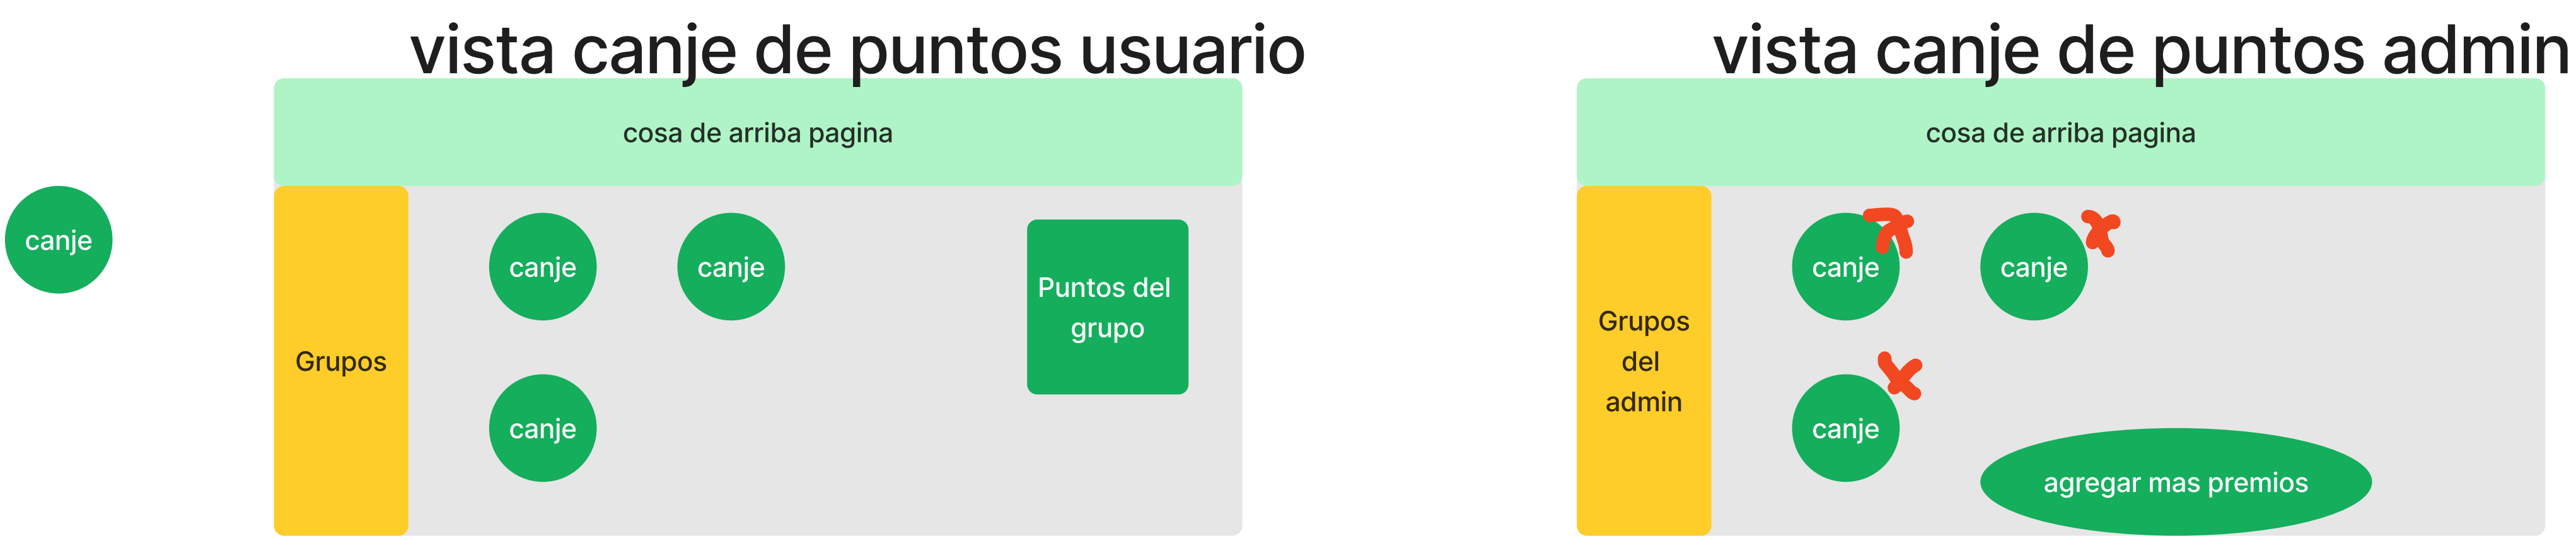 vista canje de puntos usuario
cosa de arriba pagina
canje
Grupos
canje
canje
canje
Puntos del
grupo
vista canje de puntos admin
cosa de arriba pagina
Grupos
del
admin
canje
canje
canje
agregar mas premios